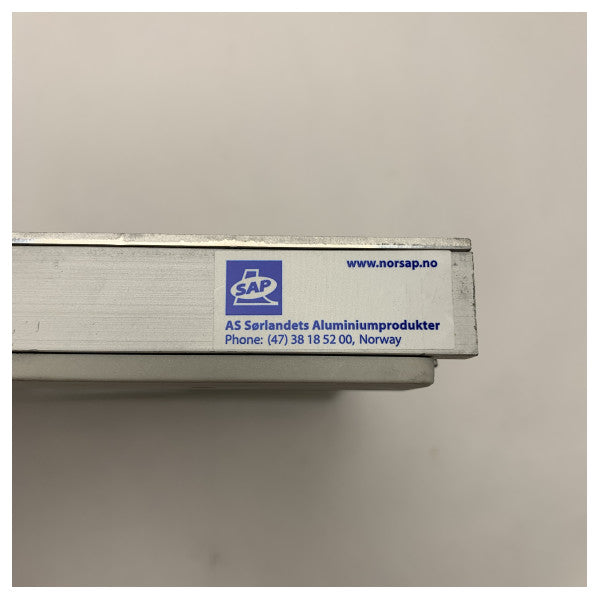 www.norsap.no
SAP
AS Sørlandets Aluminiumprodukter
Phone: (47) 38 18 52 00, Norway